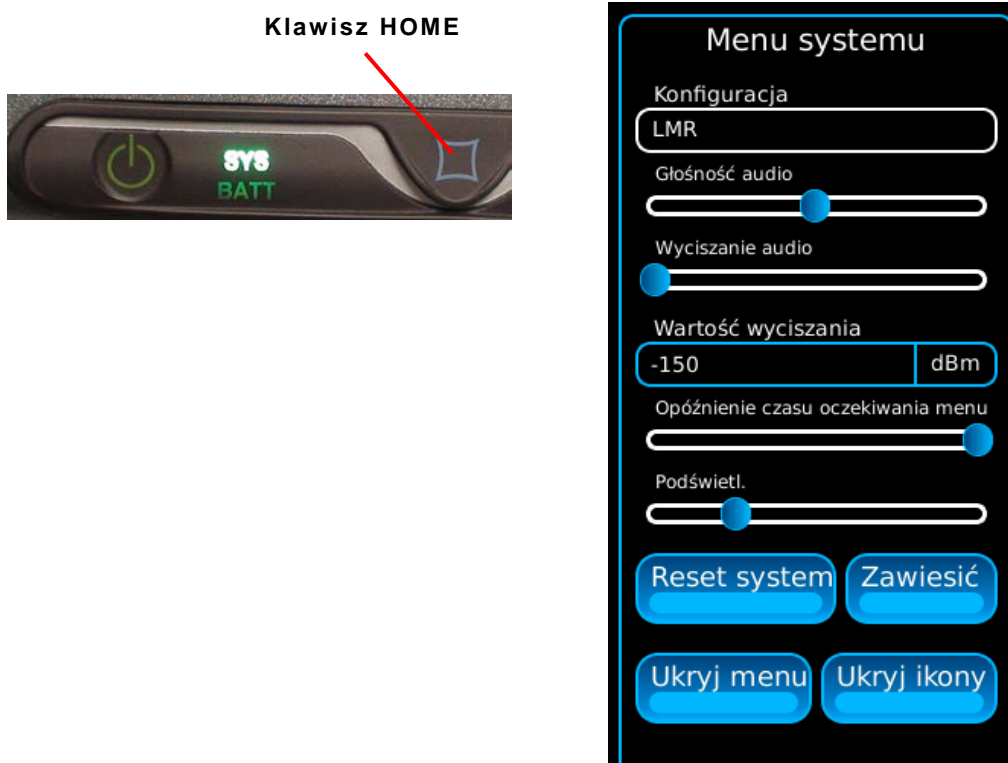 Klawisz HOME
SYS
BATT
Menu systemu
Konfiguracja
LMR
Głośność audio
Wyciszanie audio
Wartość wyciszania
-150 dBm
Opóźnienie czasu oczekiwania menu
Podświetl.
Reset system Zawiesić
Ukryj menu Ukryj ikony